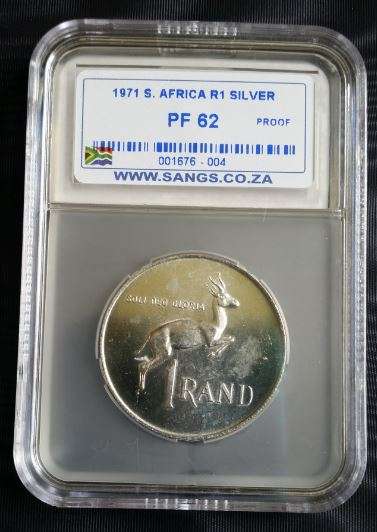 1971 S. AFRICA R1 SILVER
PF 62 PROOF
001676 - 004
WWW.SANGS.CO.ZA
SOLI DEO GLORIA
1 RAND